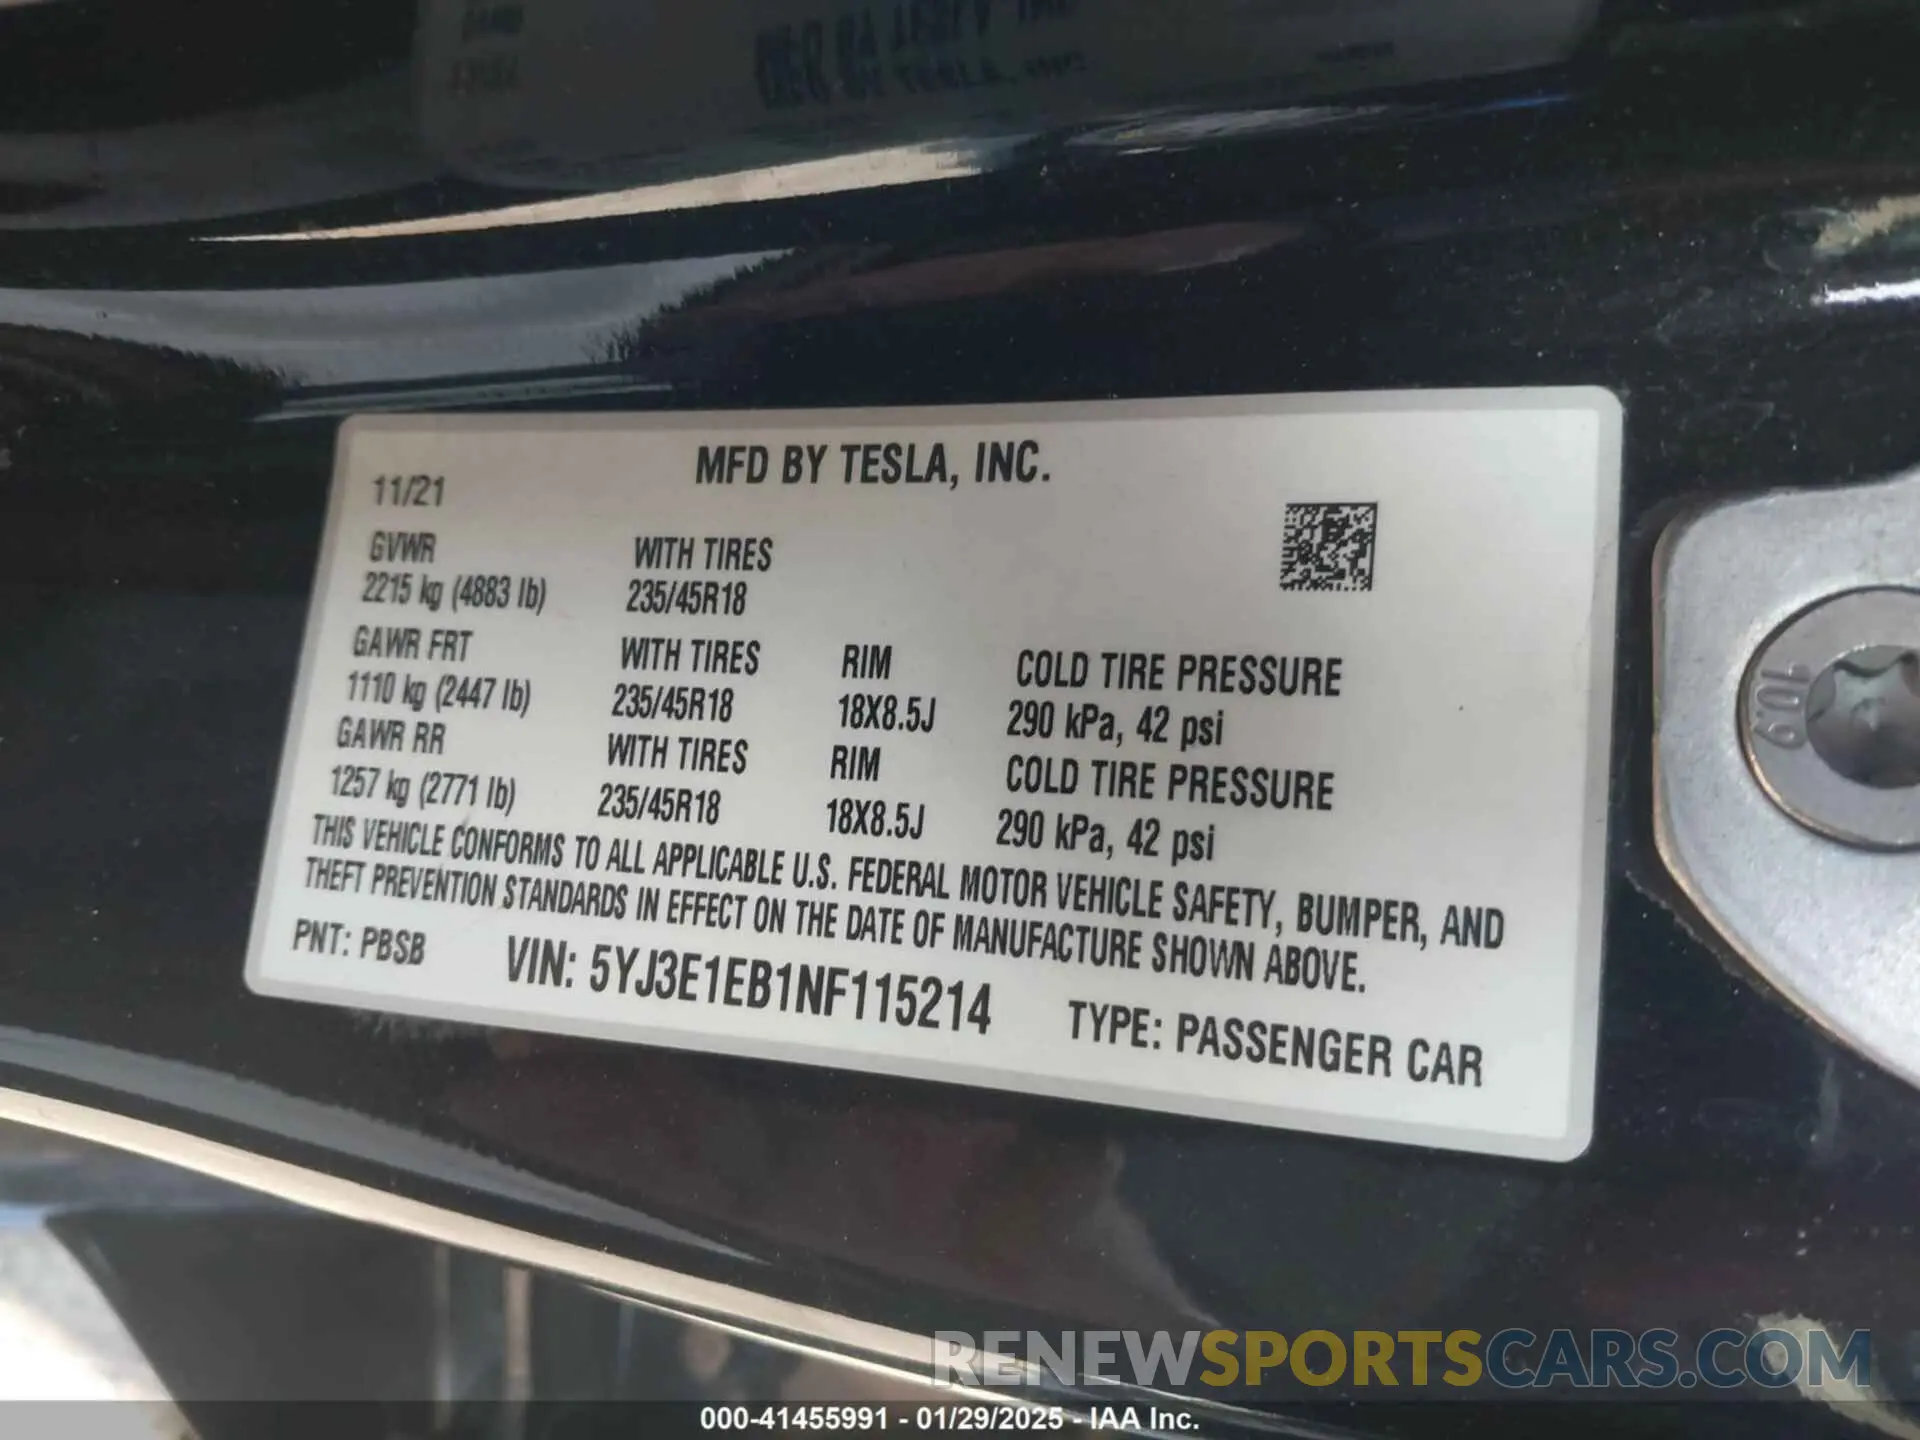 MFD BY TESLA, INC.
11/21
GVWR WITH TIRES
2215 kg (4883 lb) 235/45R18
GAWR FRT WITH TIRES RIM COLD TIRE PRESSURE
1110 kg (2447 lb) 235/45R18 18X8.5J 290 kPa, 42 psi
GAWR RR WITH TIRES RIM COLD TIRE PRESSURE
1257 kg (2771 lb) 235/45R18 18X8.5J 290 kPa, 42 psi
THIS VEHICLE CONFORMS TO ALL APPLICABLE U.S. FEDERAL MOTOR VEHICLE SAFETY, BUMPER, AND
THEFT PREVENTION STANDARDS IN EFFECT ON THE DATE OF MANUFACTURE SHOWN ABOVE.
PNT: PBSB VIN: 5YJ3E1EB1NF115214 TYPE: PASSENGER CAR
10.9
RENEWSPORTSCARS.COM
000-41455991 - 01/29/2025 - IAA Inc.